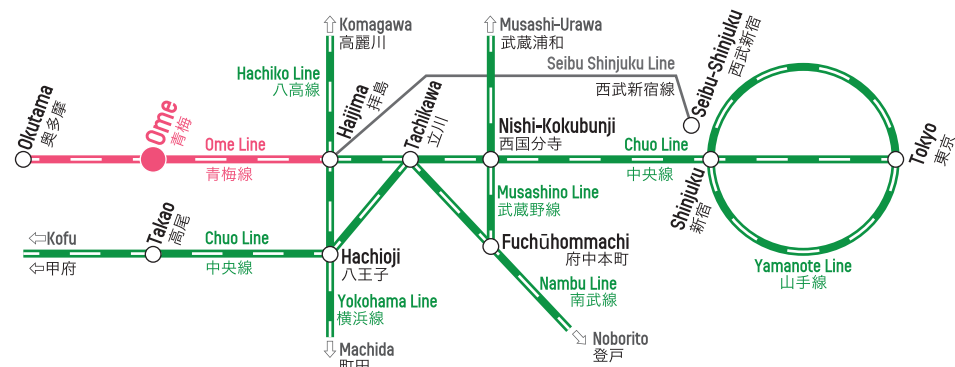 Komagawa
高麗川
Musashi-Urawa
武蔵浦和
Seibu Shinjuku Line
西武新宿線
Seibu-Shinjuku
西武新宿
Hachiko Line
八高線
Okutama
奥多摩
Ome
青梅
Ome Line
青梅線
Haijima
拝島
Tachikawa
立川
Nishi-Kokubunji
西国分寺
Chuo Line
中央線
Shinjuku
新宿
Tokyo
東京
Musashino Line
武蔵野線
Kofu
甲府
Takao
高尾
Chuo Line
中央線
Hachioji
八王子
Fuchūhommachi
府中本町
Yamanote Line
山手線
Yokohama Line
横浜線
Nambu Line
南武線
Machida
町田
Noborito
登戸